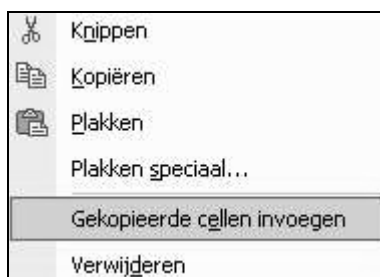 Knippen
Kopiëren
Plakken
Plakken speciaal...
Gekopieerde cellen invoegen
Verwijderen